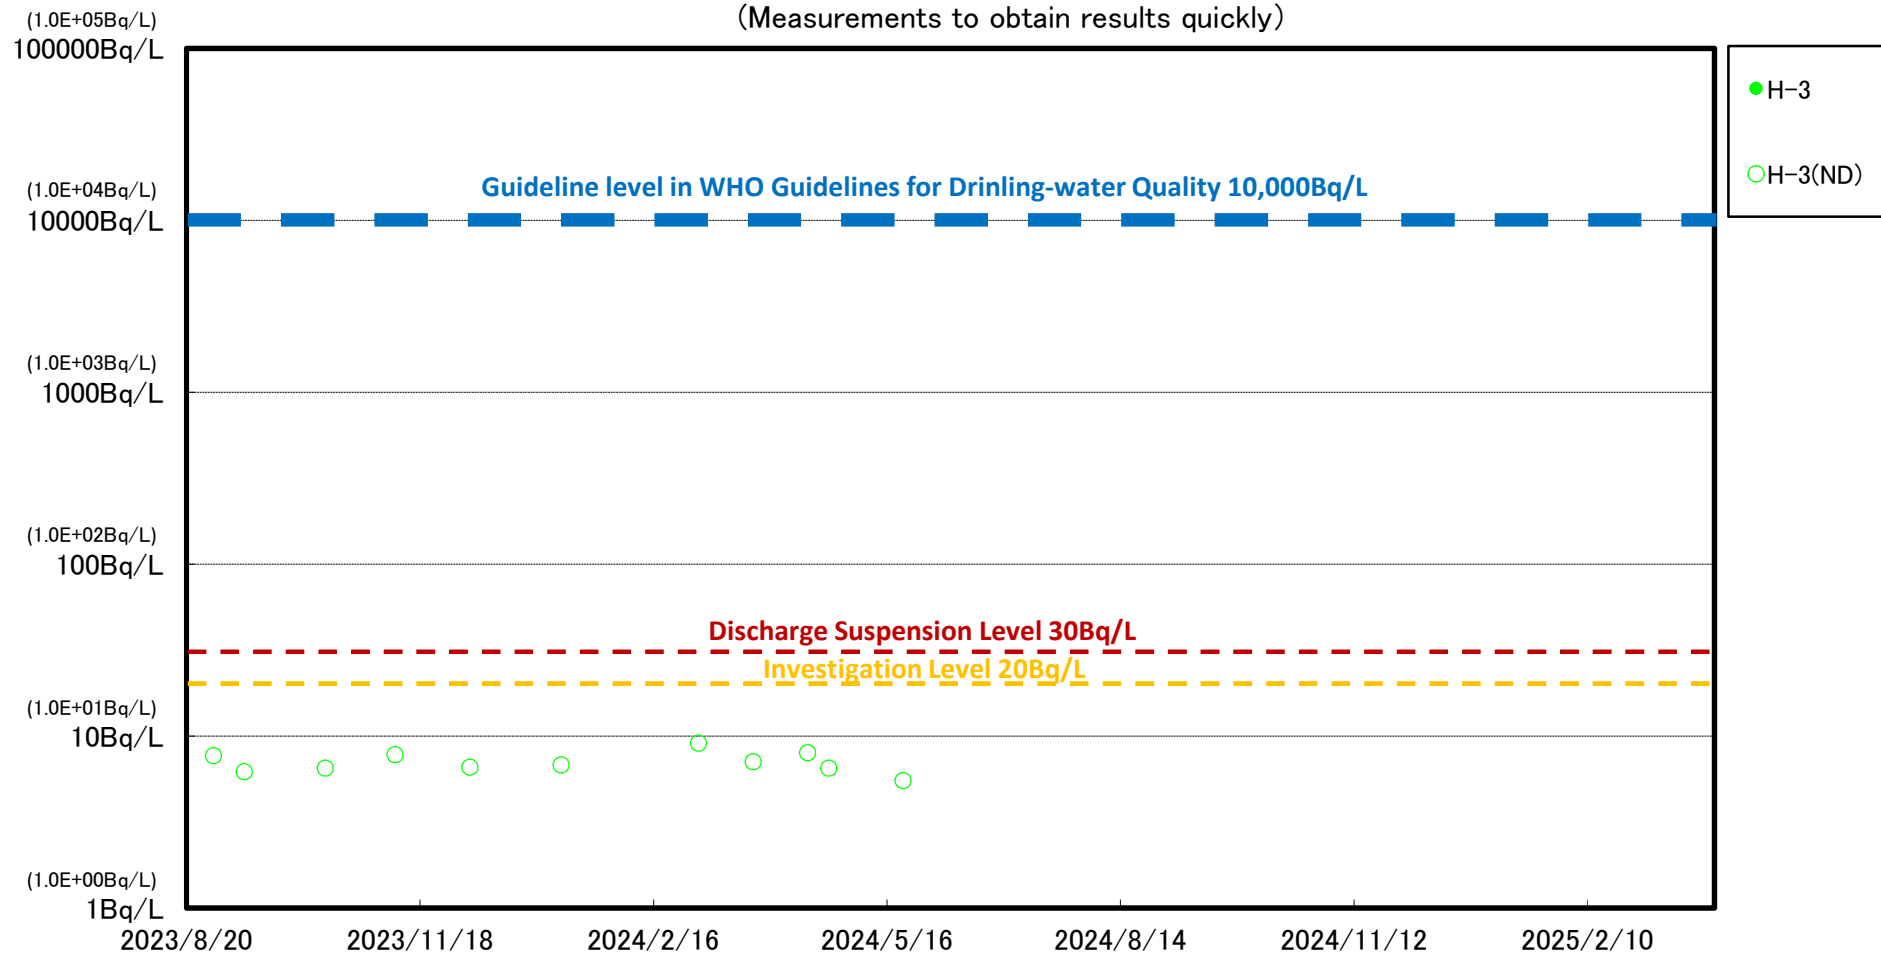 (Measurements to obtain results quickly)
(1.0E+05Bq/L)
100000Bq/L
H-3
H-3(ND)
(1.0E+04Bq/L)
10000Bq/L
Guideline level in WHO Guidelines for Drinling-water Quality 10,000Bq/L
(1.0E+03Bq/L)
1000Bq/L
(1.0E+02Bq/L)
100Bq/L
Discharge Suspension Level 30Bq/L
Investigation Level 20Bq/L
(1.0E+01Bq/L)
10Bq/L
(1.0E+00Bq/L)
1Bq/L
2023/8/20 2023/11/18 2024/2/16 2024/5/16 2024/8/14 2024/11/12 2025/2/10